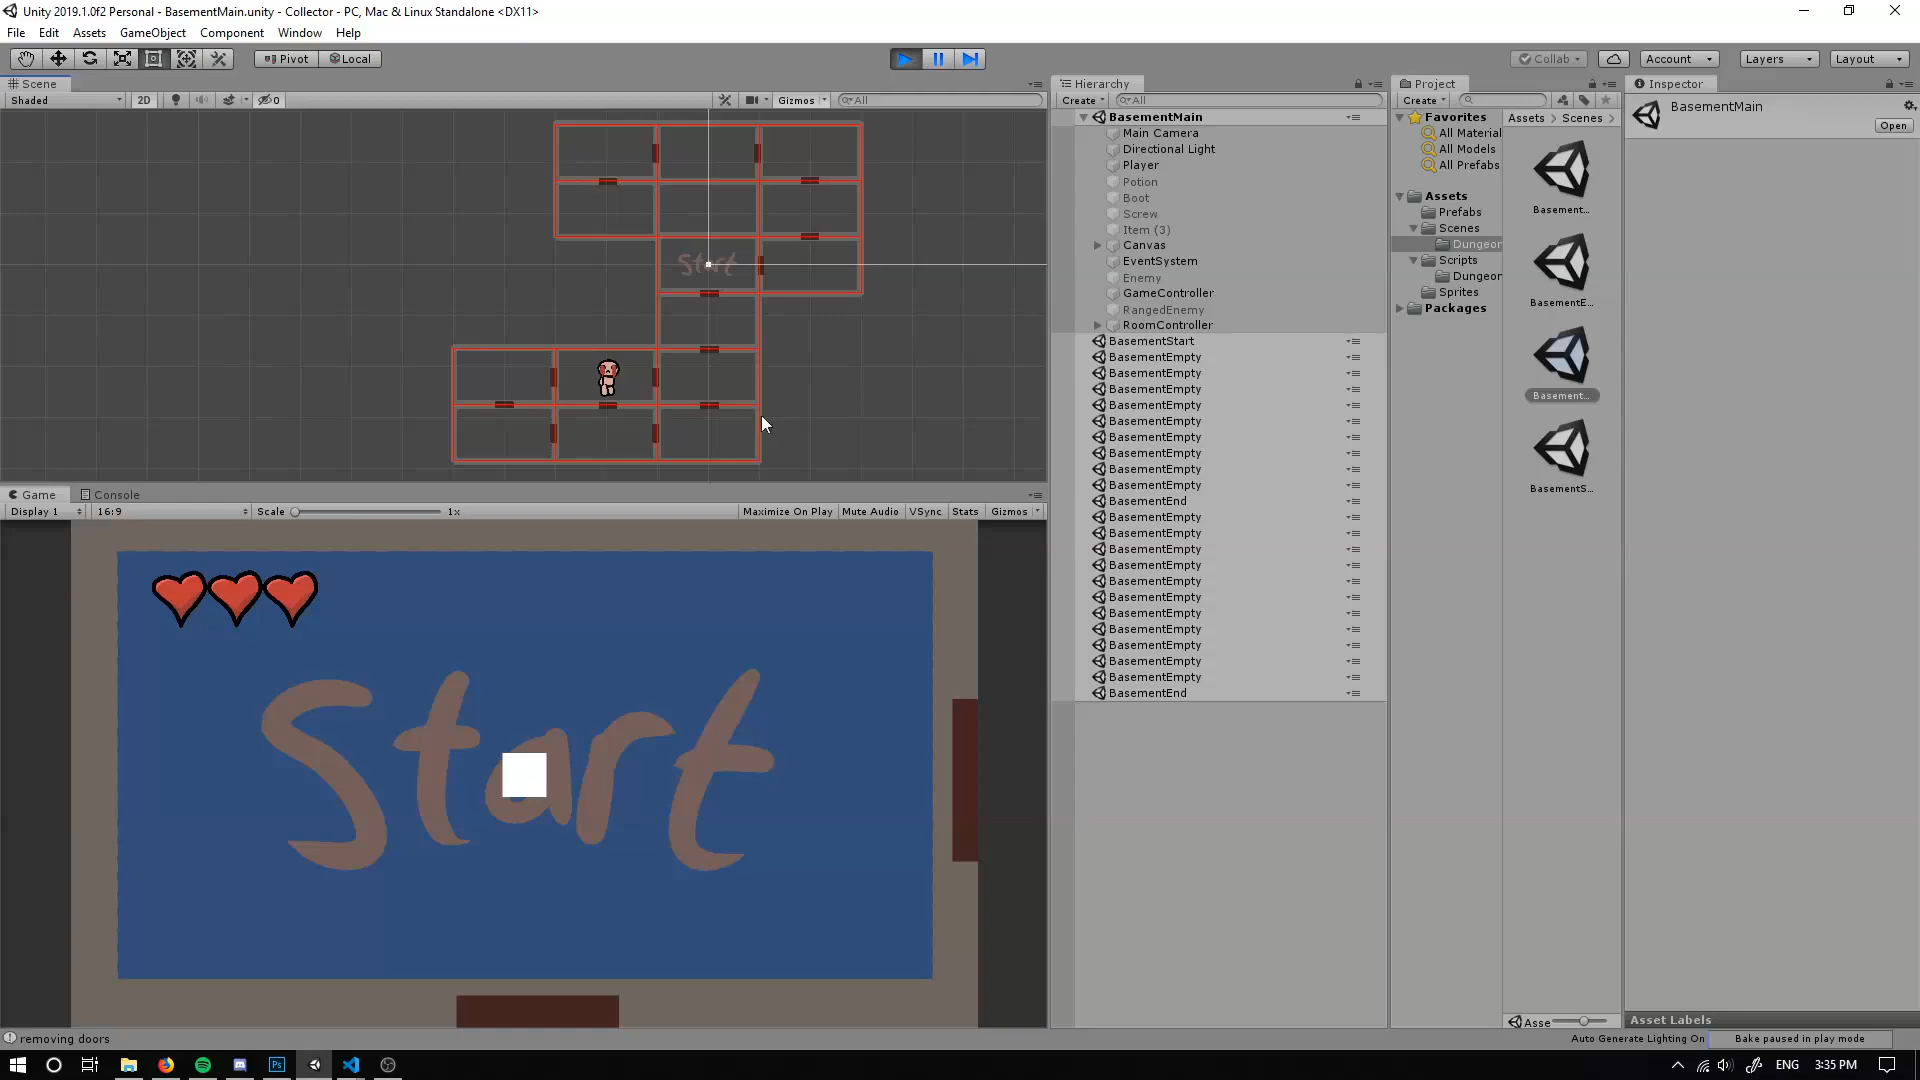 Unity 2019.1.0f2 Personal - BasementMain.unity - Collector - PC, Mac & Linux Standalone <DX11>
File Edit Assets GameObject Component Window Help
Pivot Local Collab Account Layers Layout
Scene
Shaded 2D 0 Gizmos All
Start
Game Console
Display 1 16:9 Scale 1x Maximize On Play Mute Audio VSync Stats Gizmos
Start
removing doors
Hierarchy
Create All
BasementMain
Main Camera
Directional Light
Player
Potion
Boot
Screw
Item (3)
Canvas
EventSystem
Enemy
GameController
RangedEnemy
RoomController
BasementStart
BasementEmpty
BasementEmpty
BasementEmpty
BasementEmpty
BasementEmpty
BasementEmpty
BasementEmpty
BasementEmpty
BasementEmpty
BasementEnd
BasementEmpty
BasementEmpty
BasementEmpty
BasementEmpty
BasementEmpty
BasementEmpty
BasementEmpty
BasementEmpty
BasementEmpty
BasementEmpty
BasementEmpty
BasementEnd
Project
Create
Favorites
All Material
All Models
All Prefabs
Assets
Prefabs
Scenes
Dungeor
Scripts
Dungeor
Sprites
Packages
Assets Scenes
Basement...
BasementE...
Basement...
BasementS...
Asse
Inspector
BasementMain
Open
Asset Labels
Auto Generate Lighting On Bake paused in play mode
Ps
ENG 3:35 PM